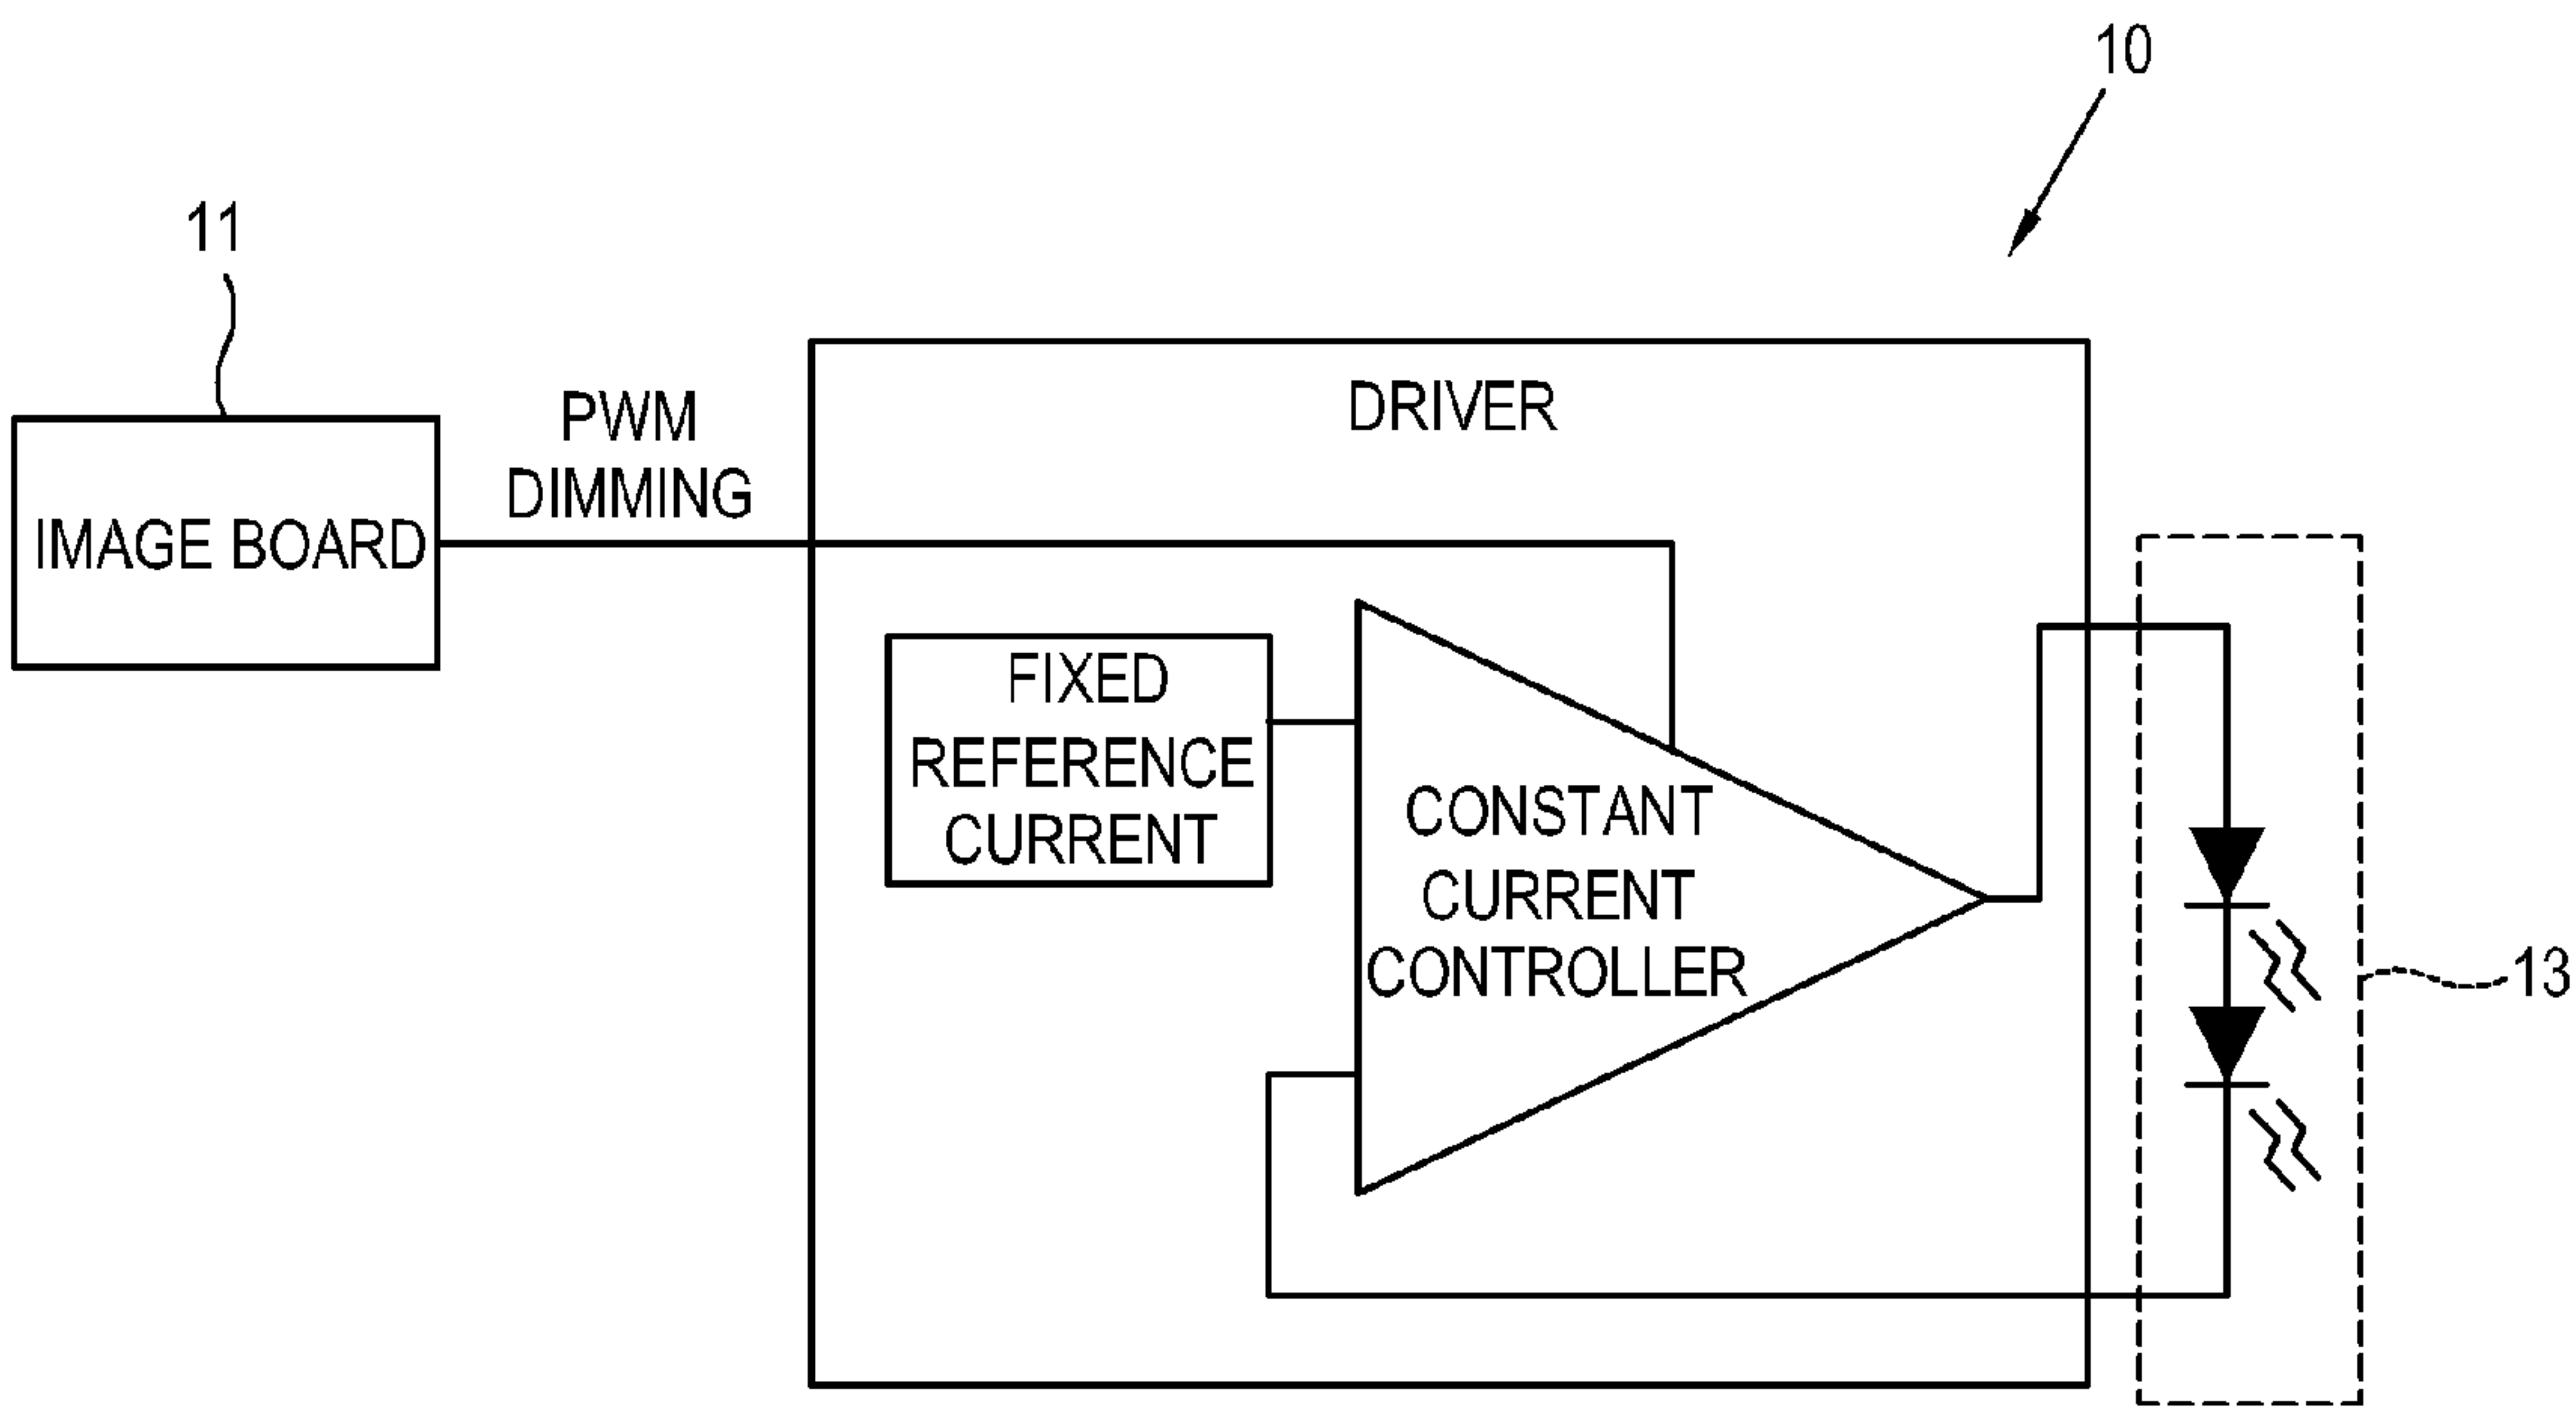 10
11
PWM
DIMMING
DRIVER
IMAGE BOARD
FIXED
REFERENCE
CURRENT
CONSTANT
CURRENT
CONTROLLER
13